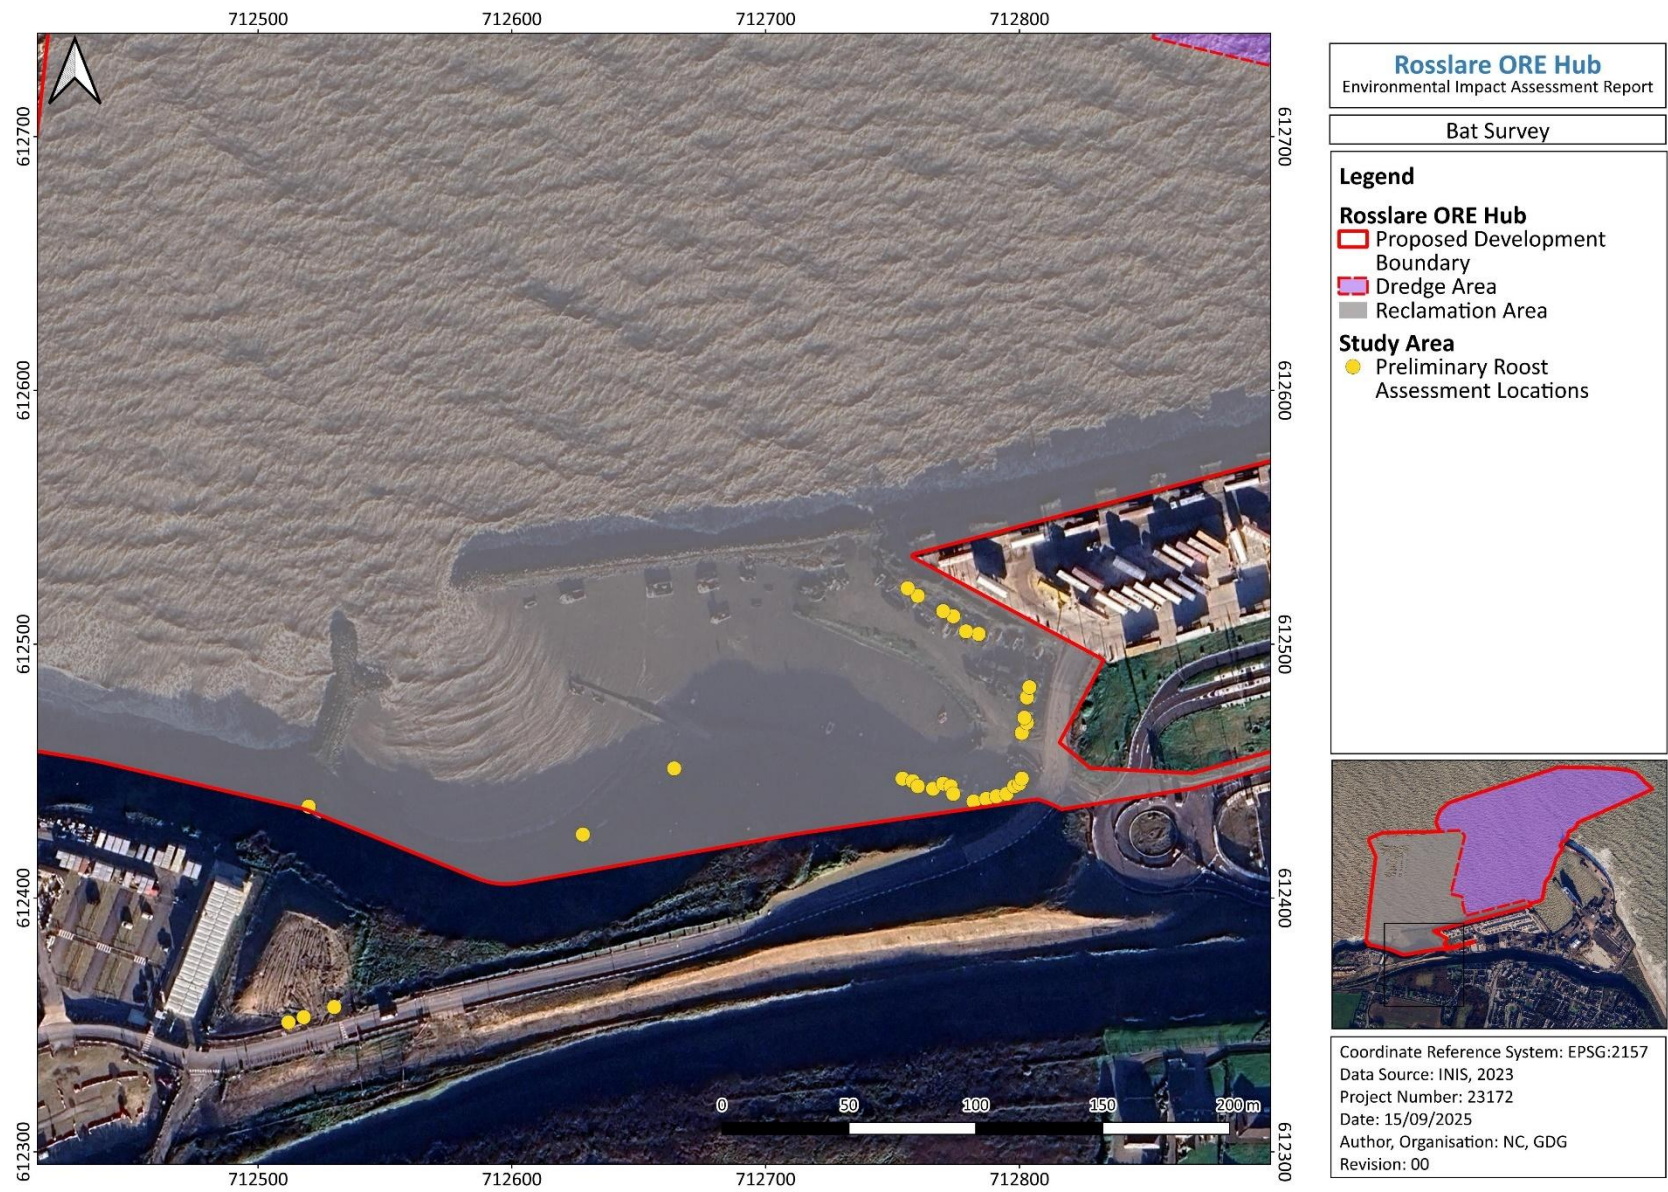 712500
712600
712700
712800
612700
612700
612600
612600
612500
612500
612400
612400
612300
612300
0
50
100
150
200 m
712500
712600
712700
712800
Rosslare ORE Hub
Environmental Impact Assessment Report
Bat Survey
Legend
Rosslare ORE Hub
Proposed Development
Boundary
Dredge Area
Reclamation Area
Study Area
Preliminary Roost
Assessment Locations
Coordinate Reference System: EPSG:2157
Data Source: INIS, 2023
Project Number: 23172
Date: 15/09/2025
Author, Organisation: NC, GDG
Revision: 00